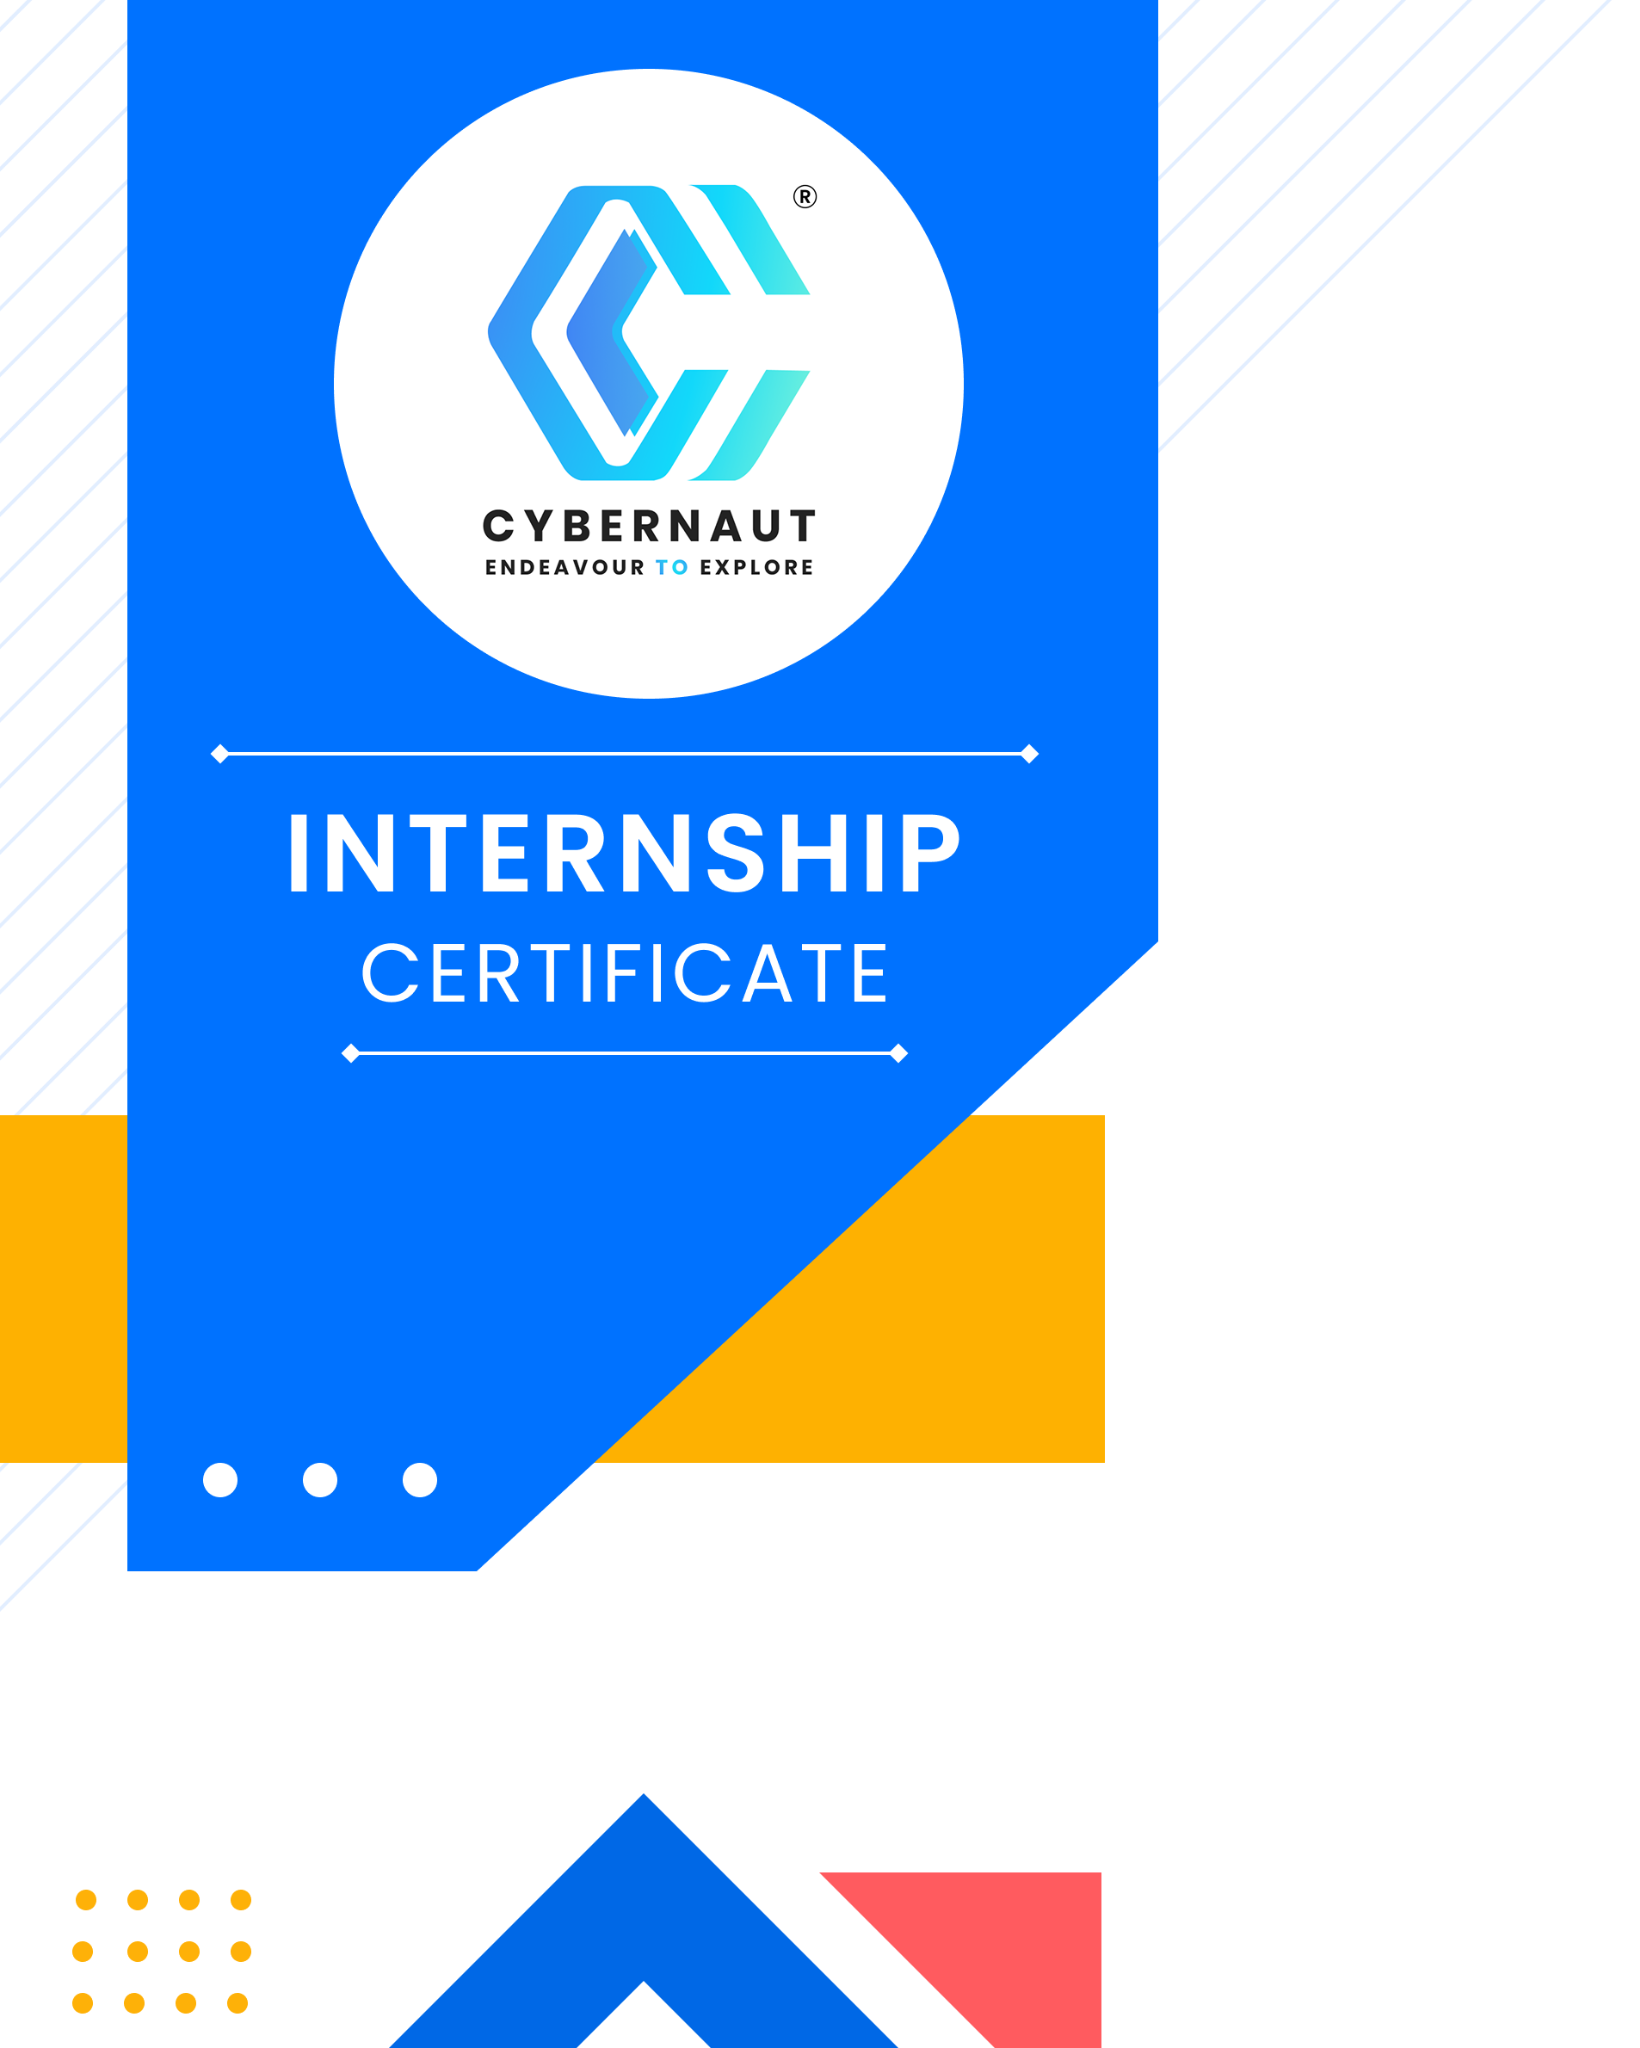 ®
CYBERNAUT
ENDEAVOUR TO EXPLORE
INTERNSHIP
CERTIFICATE